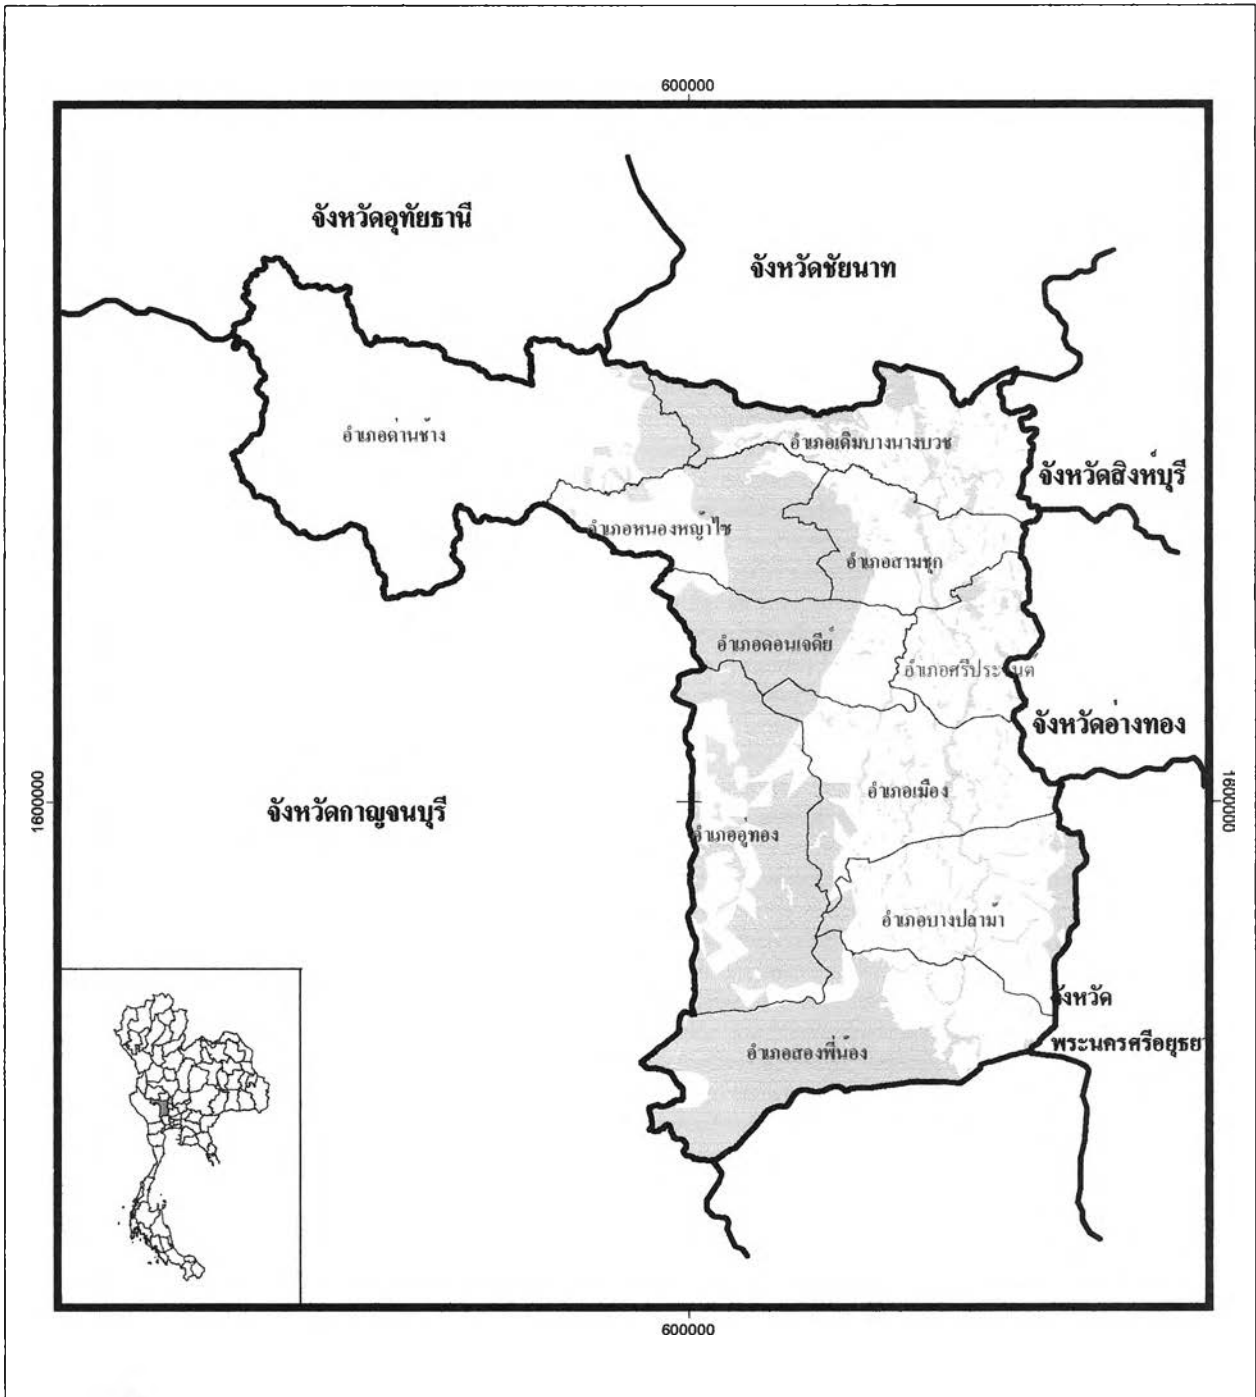 600000
จังหวัดอุทัยธานี
จังหวัดชัยนาท
อำเภอด่านช้าง
อำเภอเดิมบางนางบวช
จังหวัดสิงห์บุรี
อำเภอหนองหญ้าไซ
อำเภอสามชุก
อำเภอดอนเจดีย์
อำเภอศรีประจันต์
จังหวัดอ่างทอง
1600000
จังหวัดกาญจนบุรี
อำเภอเมือง
1600000
อำเภออู่ทอง
อำเภอบางปลาม้า
จังหวัด
พระนครศรีอยุธยา
อำเภอสองพี่น้อง
600000